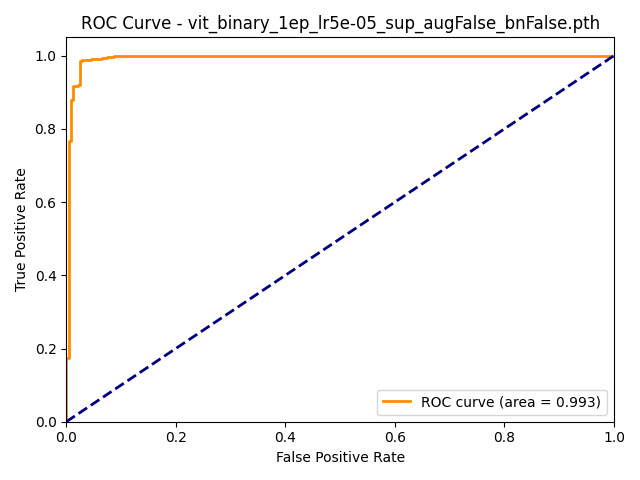 ROC Curve - vit_binary_1ep_lr5e-05_sup_augFalse_bnFalse.pth
1.0
0.8
0.6
0.4
0.2
0.0
True Positive Rate
ROC curve (area = 0.993)
0.0 0.2 0.4 0.6 0.8 1.0
False Positive Rate